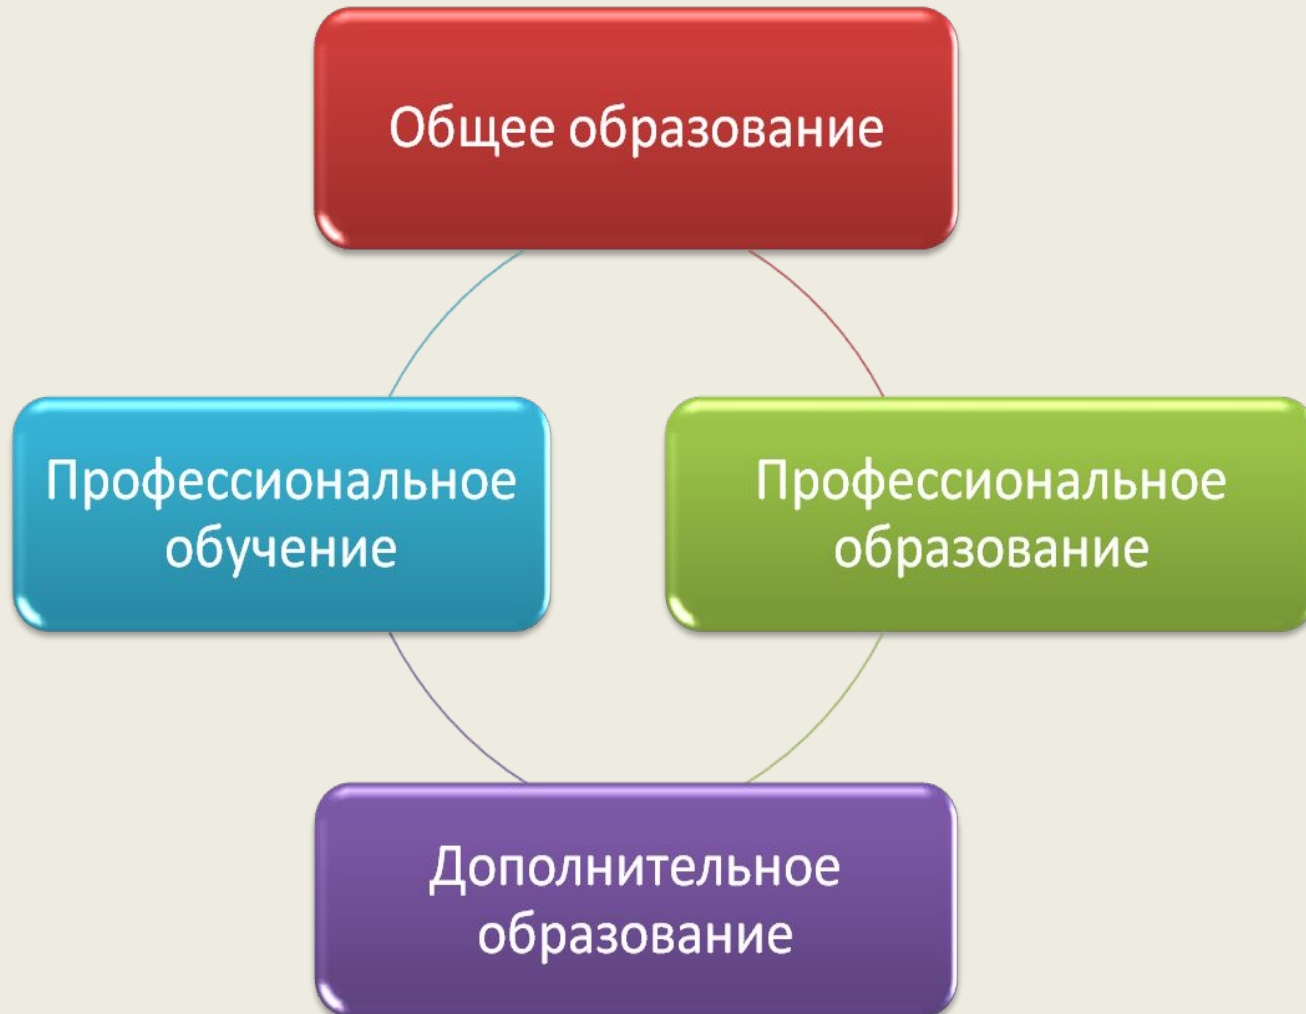 Общее образование
Профессиональное
обучение
Профессиональное
образование
Дополнительное
образование